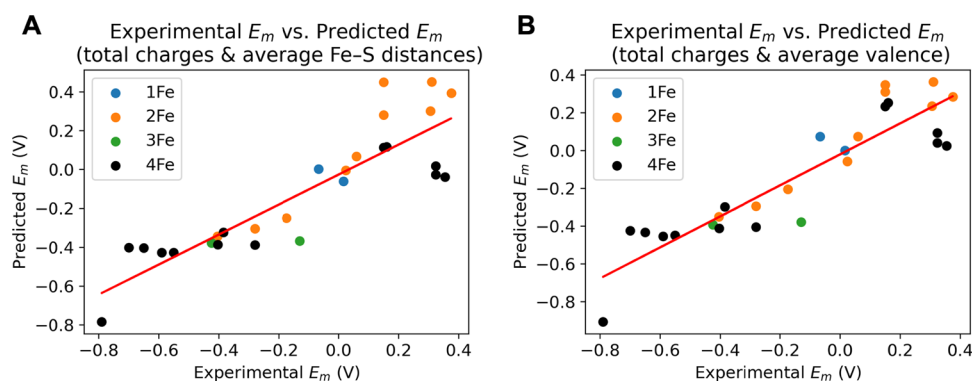 A
Experimental Eₘ vs. Predicted Eₘ
(total charges & average Fe–S distances)
1Fe
2Fe
3Fe
4Fe
0.4
0.2
0.0
−0.2
−0.4
−0.6
−0.8
Predicted Eₘ (V)
−0.8 −0.6 −0.4 −0.2 0.0 0.2 0.4
Experimental Eₘ (V)
B
Experimental Eₘ vs. Predicted Eₘ
(total charges & average valence)
1Fe
2Fe
3Fe
4Fe
0.4
0.2
0.0
−0.2
−0.4
−0.6
−0.8
Predicted Eₘ (V)
−0.8 −0.6 −0.4 −0.2 0.0 0.2 0.4
Experimental Eₘ (V)